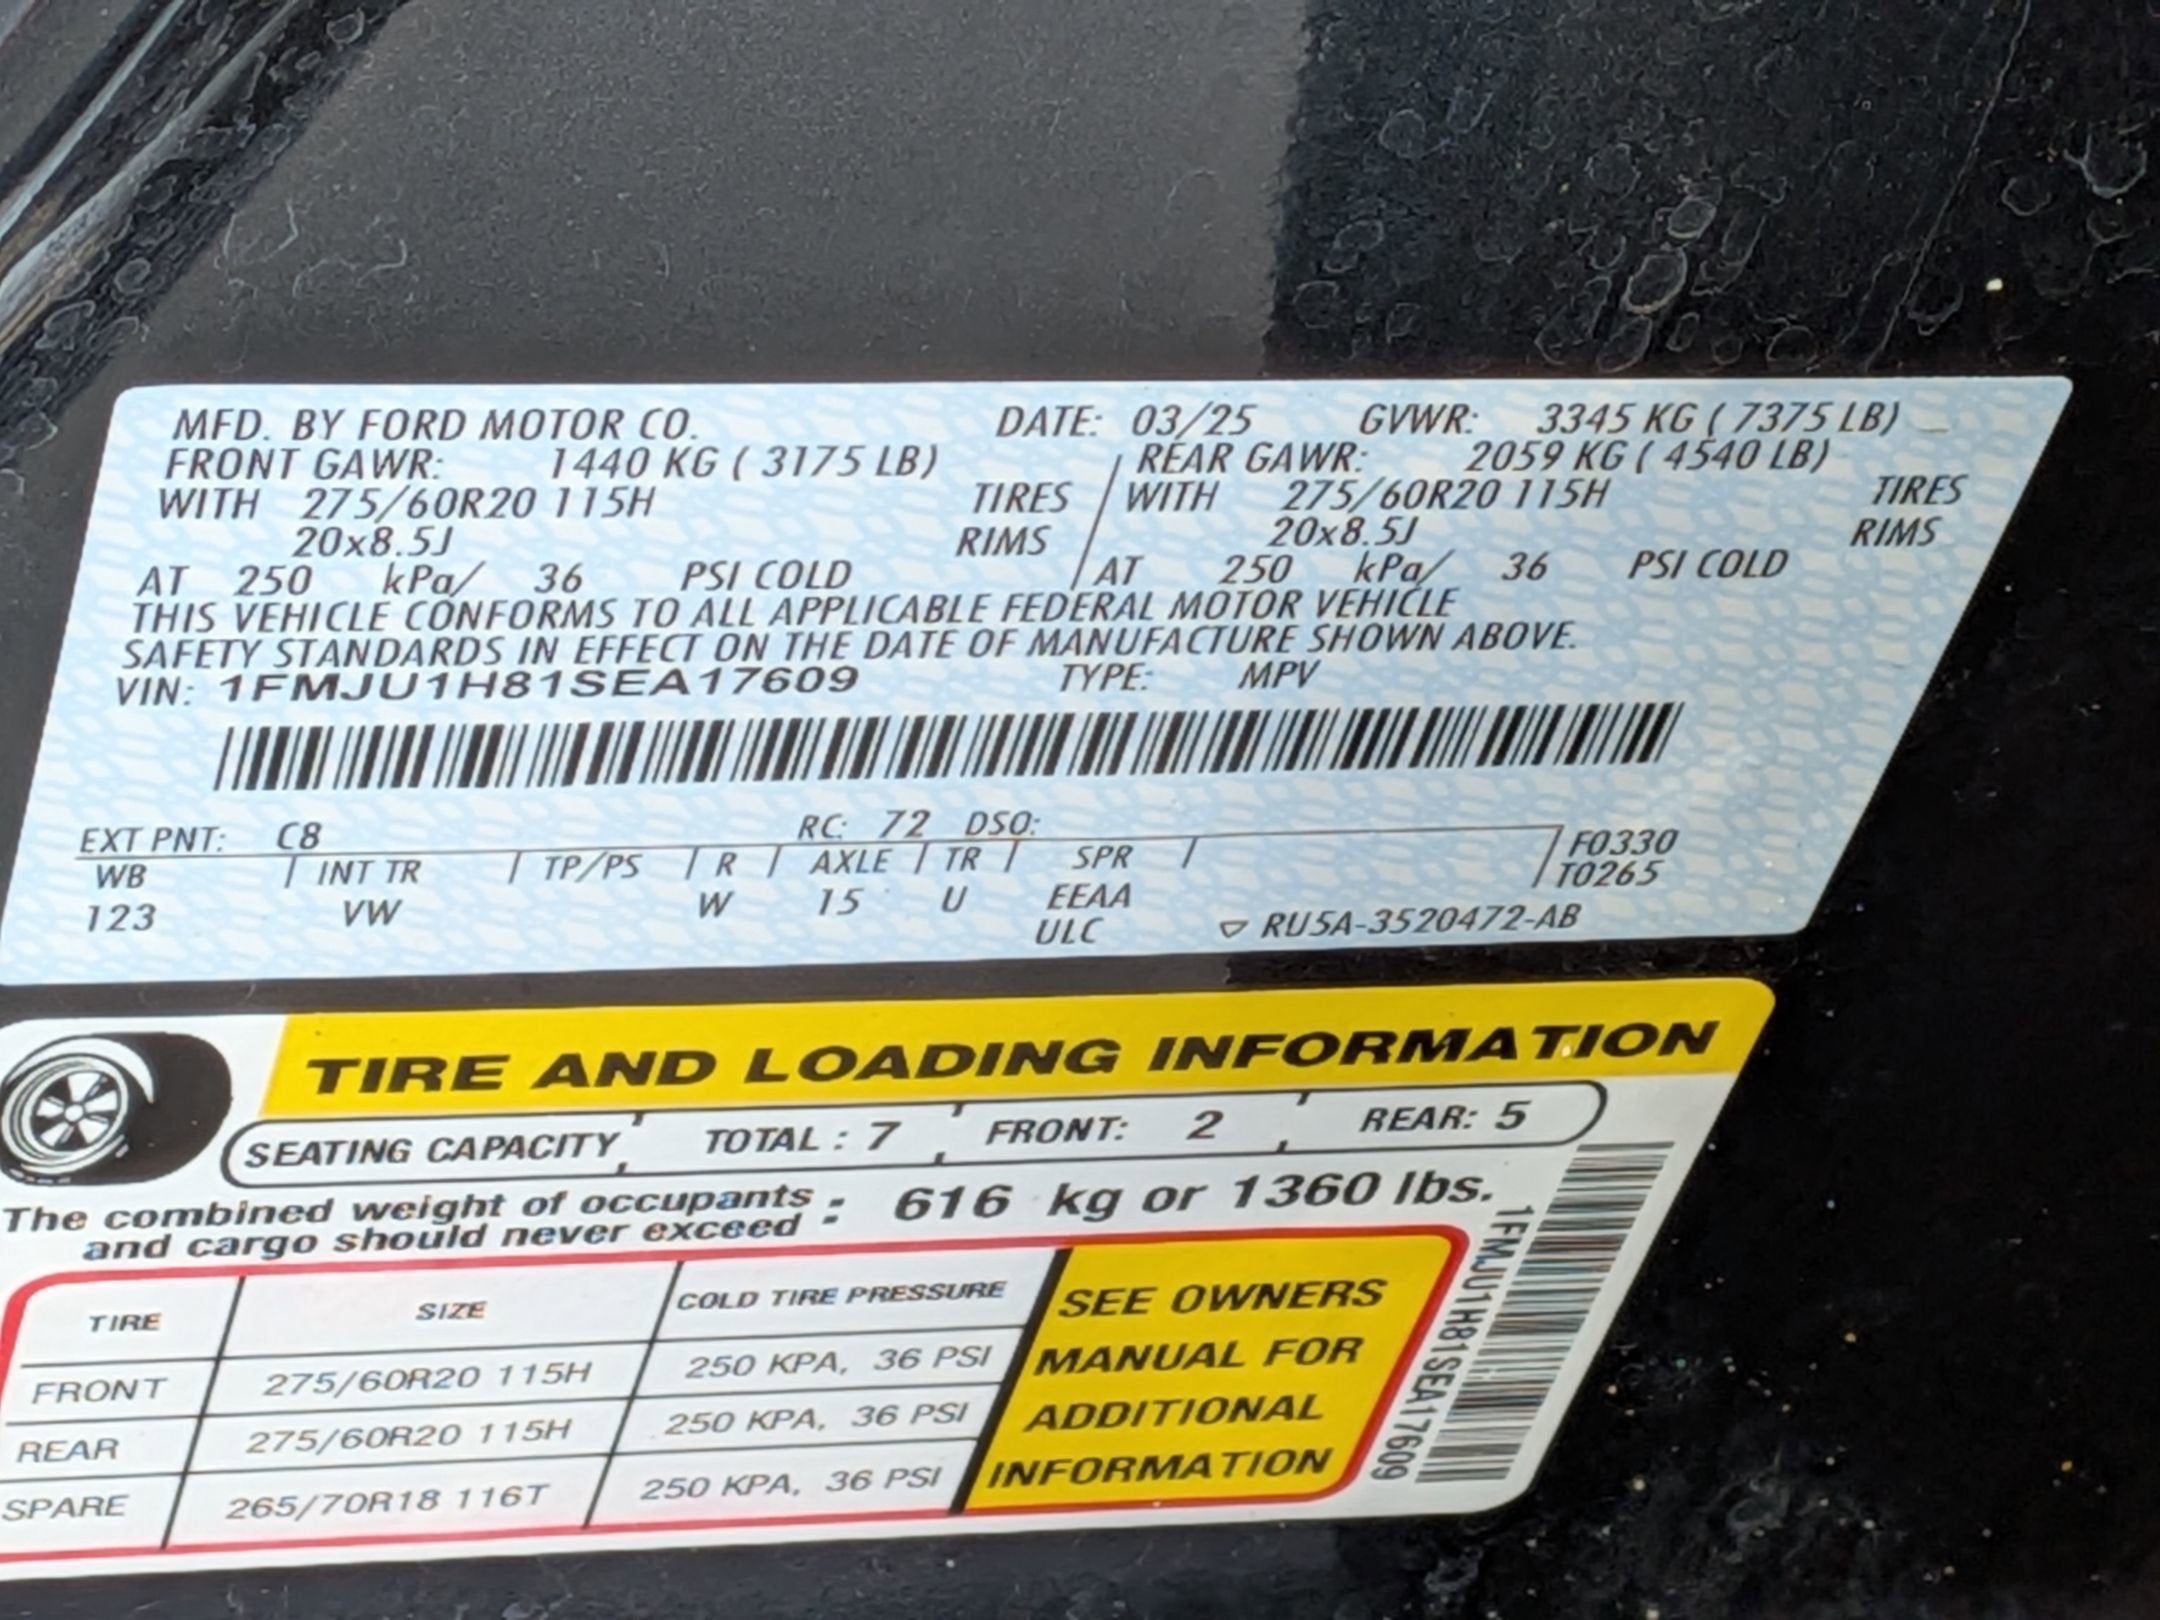 MFD. BY FORD MOTOR CO. DATE: 03/25 GVWR: 3345 KG ( 7375 LB)
FRONT GAWR: 1440 KG ( 3175 LB) / REAR GAWR: 2059 KG ( 4540 LB)
WITH 275/60R20 115H TIRES / WITH 275/60R20 115H TIRES
20x8.5J RIMS / 20x8.5J RIMS
AT 250 kPa/ 36 PSI COLD / AT 250 kPa/ 36 PSI COLD
THIS VEHICLE CONFORMS TO ALL APPLICABLE FEDERAL MOTOR VEHICLE
SAFETY STANDARDS IN EFFECT ON THE DATE OF MANUFACTURE SHOWN ABOVE.
VIN: 1FMJU1H81SEA17609 TYPE: MPV
EXT PNT: C8 RC: 72 DSO:
WB | INT TR | TP/PS | R | AXLE | TR | SPR | F0330
T0265
123 VW W 15 U EEAA
ULC ▽ RU5A-3520472-AB
TIRE AND LOADING INFORMATION
SEATING CAPACITY TOTAL : 7 FRONT: 2 REAR: 5
The combined weight of occupants
and cargo should never exceed : 616 kg or 1360 lbs.
TIRE SIZE COLD TIRE PRESSURE
FRONT 275/60R20 115H 250 KPA, 36 PSI
REAR 275/60R20 115H 250 KPA, 36 PSI
SPARE 265/70R18 116T 250 KPA, 36 PSI
SEE OWNERS
MANUAL FOR
ADDITIONAL
INFORMATION
1FMJU1H81SEA17609